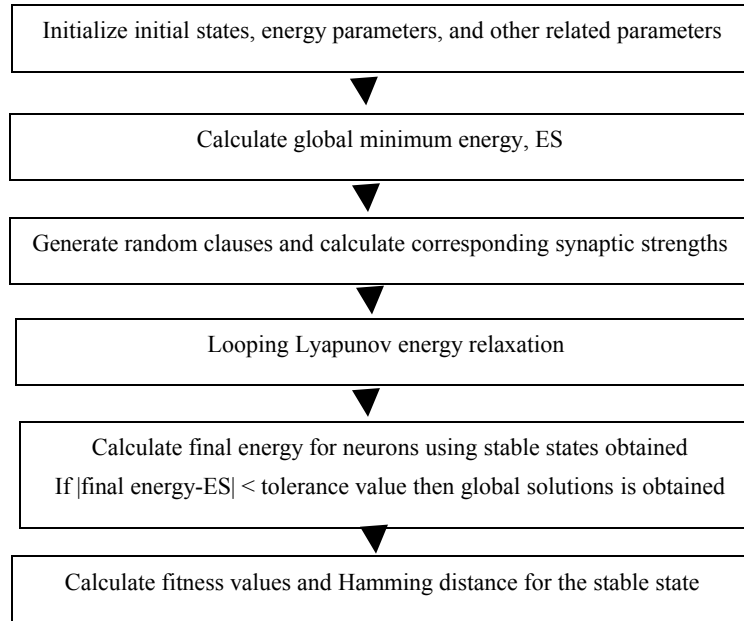 Initialize initial states, energy parameters, and other related parameters
Calculate global minimum energy, ES
Generate random clauses and calculate corresponding synaptic strengths
Looping Lyapunov energy relaxation
Calculate final energy for neurons using stable states obtained
If |final energy-ES| < tolerance value then global solutions is obtained
Calculate fitness values and Hamming distance for the stable state